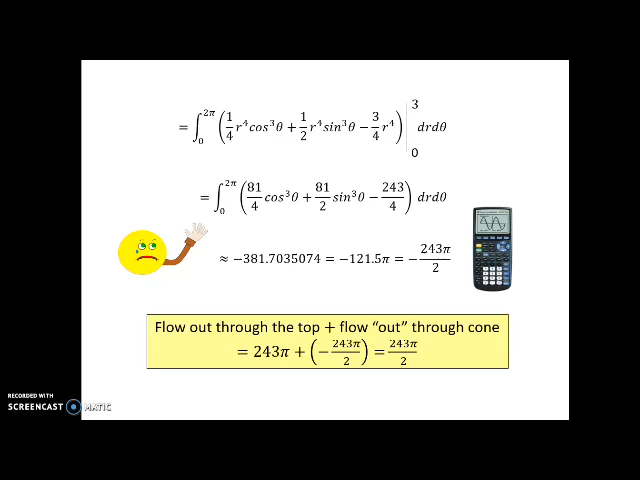 = ∫₀^{2π} (1/4 r⁴cos³θ + 1/2 r⁴sin³θ − 3/4 r⁴) |₀³ drdθ
= ∫₀^{2π} (81/4 cos³θ + 81/2 sin³θ − 243/4) drdθ
≈ −381.7035074 = −121.5π = − 243π/2
Flow out through the top + flow “out” through cone
= 243π + (− 243π/2) = 243π/2
RECORDED WITH
SCREENCAST MATIC